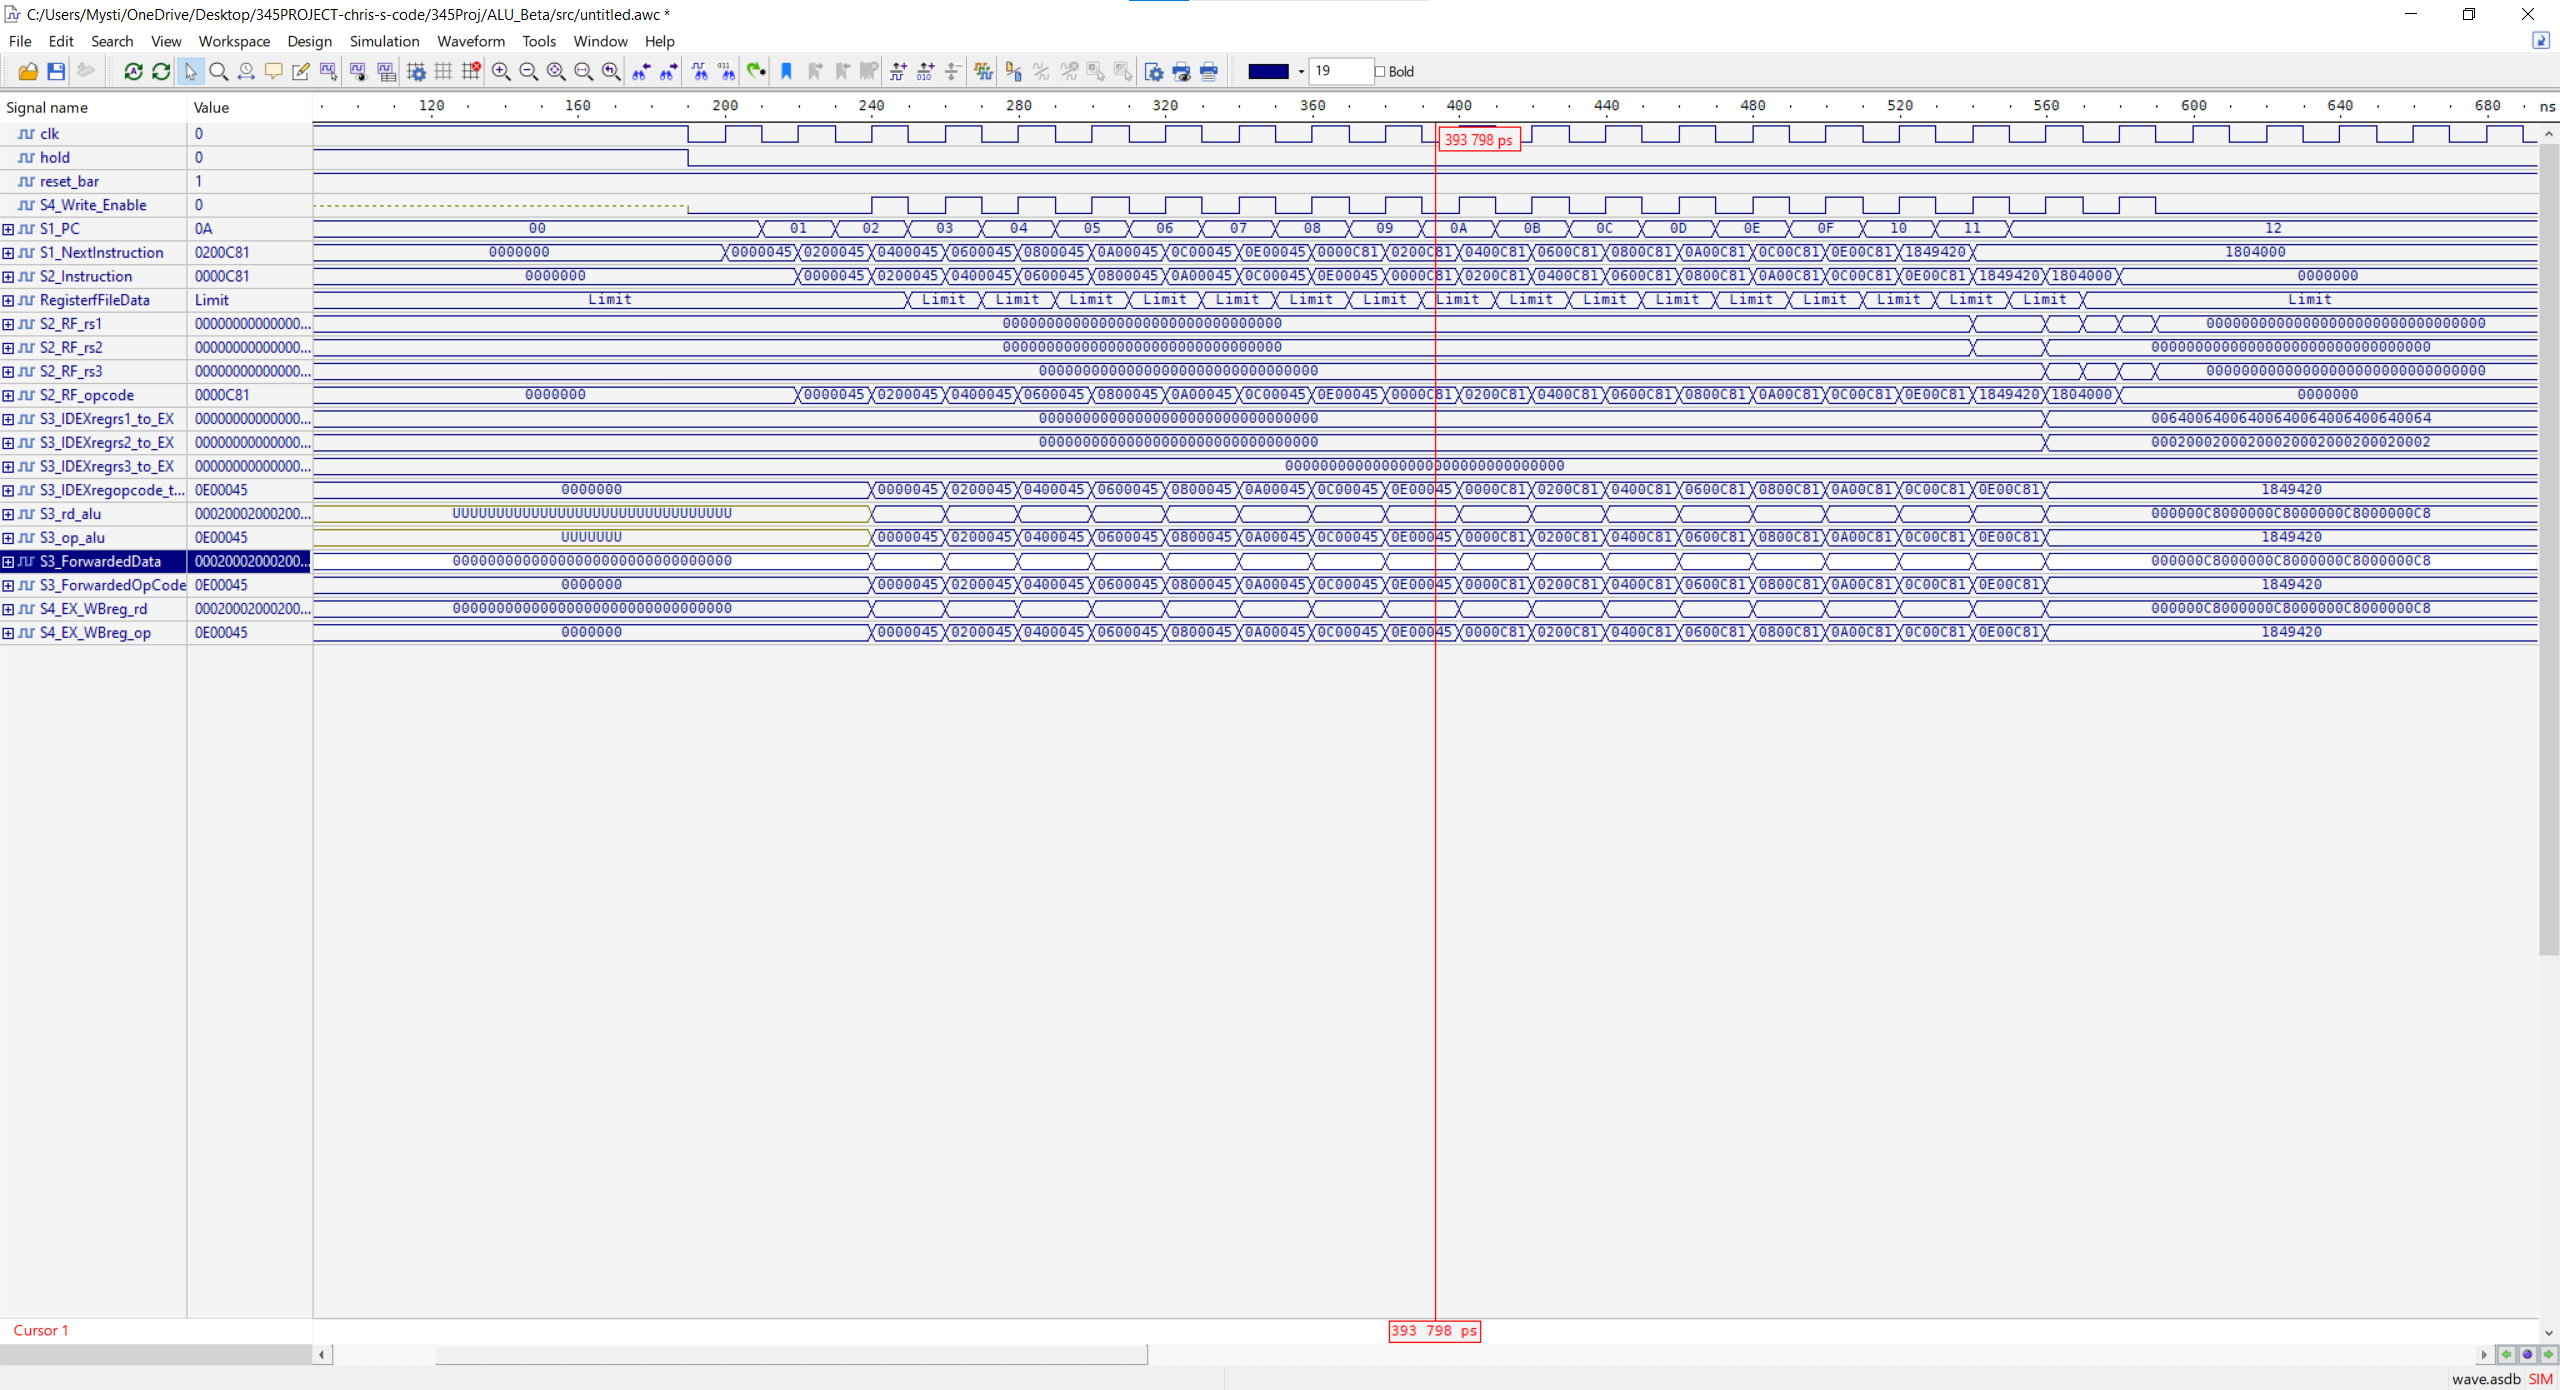 C:/Users/Mysti/OneDrive/Desktop/345PROJECT-chris-s-code/345Proj/ALU_Beta/src/untitled.awc *
File Edit Search View Workspace Design Simulation Waveform Tools Window Help
19 Bold
Signal name Value 120 160 200 240 280 320 360 400 440 480 520 560 600 640 680 ns
clk 0
393 798 ps
hold 0
reset_bar 1
S4_Write_Enable 0
S1_PC 0A 00 01 02 03 04 05 06 07 08 09 0A 0B 0C 0D 0E 0F 10 11 12
S1_NextInstruction 0200C81 0000000 0000045 0200045 0400045 0600045 0800045 0A00045 0C00045 0E00045 0000C81 0200C81 0400C81 0600C81 0800C81 0A00C81 0C00C81 0E00C81 1849420 1804000
S2_Instruction 0000C81 0000000 0000045 0200045 0400045 0600045 0800045 0A00045 0C00045 0E00045 0000C81 0200C81 0400C81 0600C81 0800C81 0A00C81 0C00C81 0E00C81 1849420 1804000 0000000
RegisterfFileData Limit Limit Limit Limit Limit Limit Limit Limit Limit Limit Limit Limit Limit Limit Limit Limit Limit Limit Limit
S2_RF_rs1 00000000000000... 00000000000000000000000000000000 00000000000000000000000000000000
S2_RF_rs2 00000000000000... 00000000000000000000000000000000 00000000000000000000000000000000
S2_RF_rs3 00000000000000... 00000000000000000000000000000000 00000000000000000000000000000000
S2_RF_opcode 0000C81 0000000 0000045 0200045 0400045 0600045 0800045 0A00045 0C00045 0E00045 0000C81 0200C81 0400C81 0600C81 0800C81 0A00C81 0C00C81 0E00C81 1849420 1804000 0000000
S3_IDEXregrs1_to_EX 00000000000000... 00000000000000000000000000000000 00640064006400640064006400640064
S3_IDEXregrs2_to_EX 00000000000000... 00000000000000000000000000000000 00020002000200020002000200020002
S3_IDEXregrs3_to_EX 00000000000000... 00000000000000000000000000000000
S3_IDEXregopcode_t... 0E00045 0000000 0000045 0200045 0400045 0600045 0800045 0A00045 0C00045 0E00045 0000C81 0200C81 0400C81 0600C81 0800C81 0A00C81 0C00C81 0E00C81 1849420
S3_rd_alu 00020002000200... UUUUUUUUUUUUUUUUUUUUUUUUUUUUUUUU 000000C8000000C8000000C8000000C8
S3_op_alu 0E00045 UUUUUUU 0000045 0200045 0400045 0600045 0800045 0A00045 0C00045 0E00045 0000C81 0200C81 0400C81 0600C81 0800C81 0A00C81 0C00C81 0E00C81 1849420
S3_ForwardedData 00020002000200... 00000000000000000000000000000000 000000C8000000C8000000C8000000C8
S3_ForwardedOpCode 0E00045 0000000 0000045 0200045 0400045 0600045 0800045 0A00045 0C00045 0E00045 0000C81 0200C81 0400C81 0600C81 0800C81 0A00C81 0C00C81 0E00C81 1849420
S4_EX_WBreg_rd 00020002000200... 00000000000000000000000000000000 000000C8000000C8000000C8000000C8
S4_EX_WBreg_op 0E00045 0000000 0000045 0200045 0400045 0600045 0800045 0A00045 0C00045 0E00045 0000C81 0200C81 0400C81 0600C81 0800C81 0A00C81 0C00C81 0E00C81 1849420
Cursor 1 393 798 ps
wave.asdb SIM